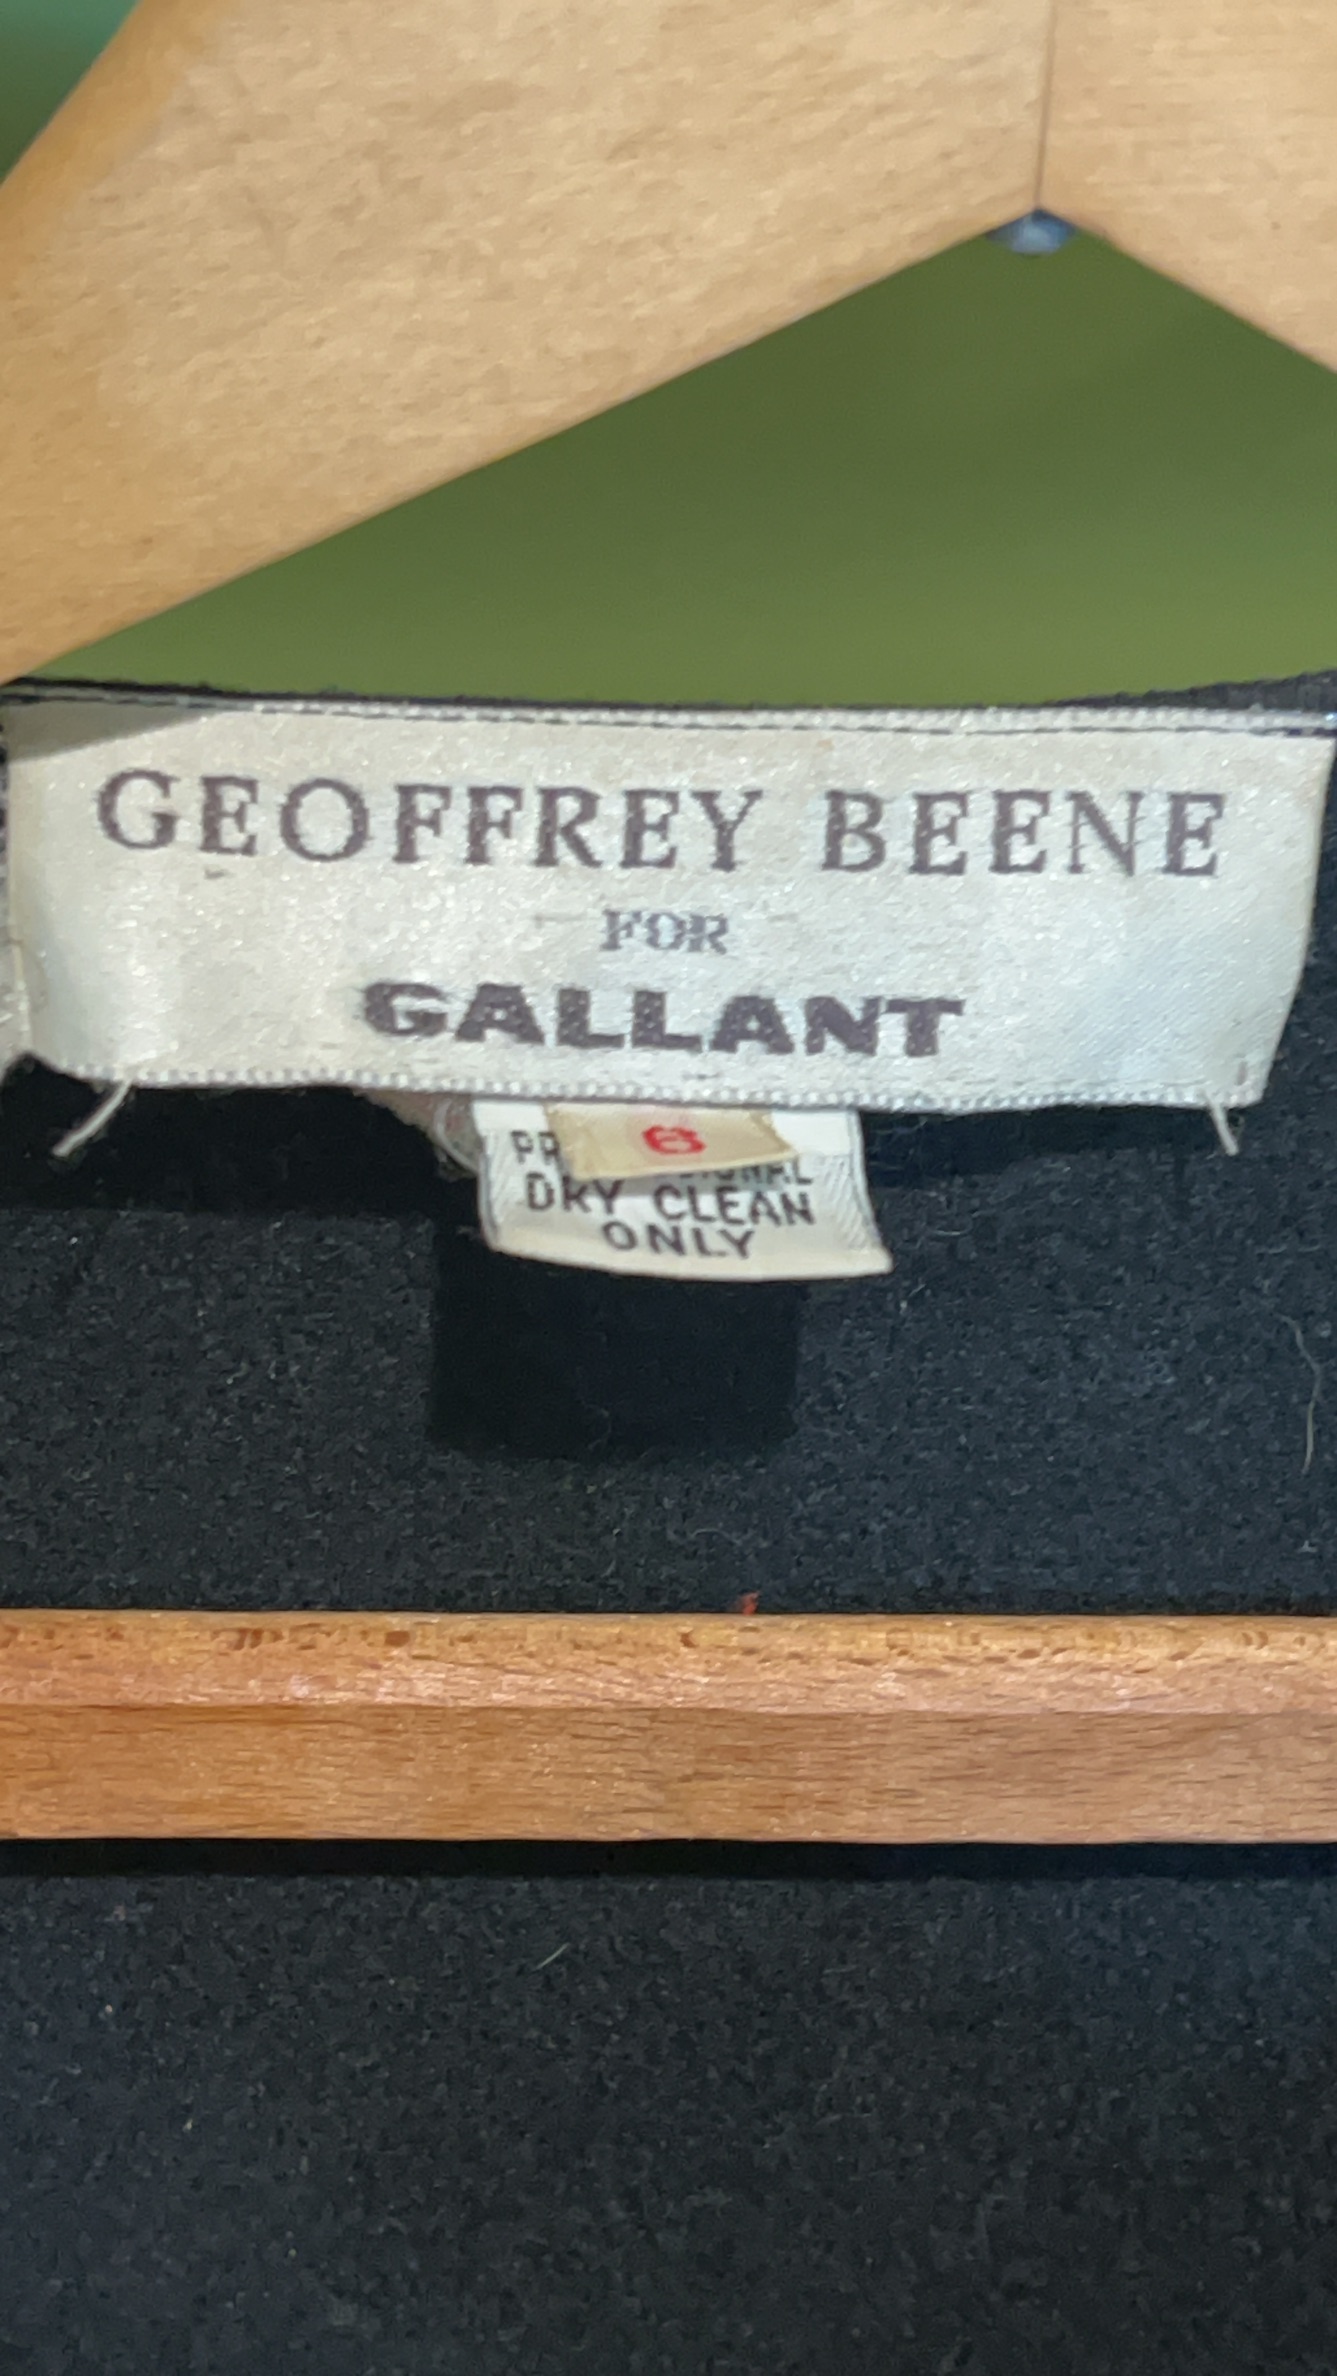 GEOFFREY BEENE
FOR
GALLANT
6
DRY CLEAN
ONLY